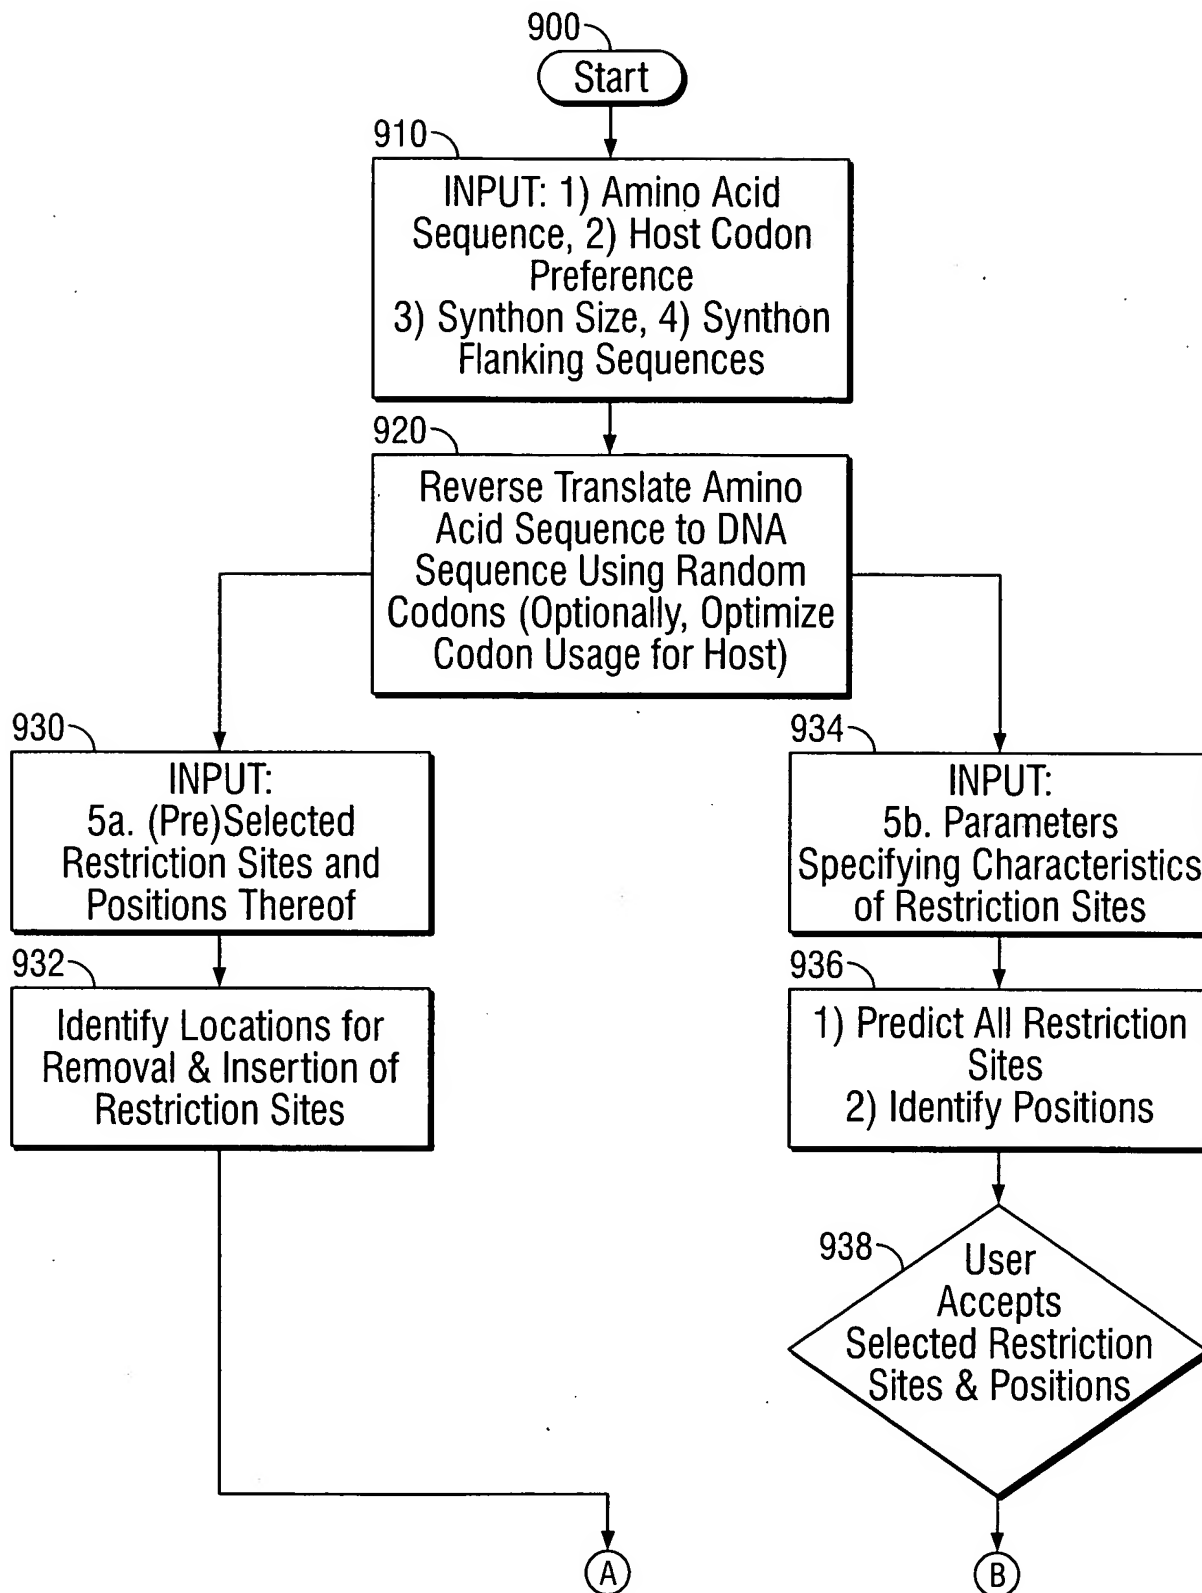 900
Start
910
INPUT: 1) Amino Acid
Sequence, 2) Host Codon
Preference
3) Synthon Size, 4) Synthon
Flanking Sequences
920
Reverse Translate Amino
Acid Sequence to DNA
Sequence Using Random
Codons (Optionally, Optimize
Codon Usage for Host)
930
INPUT:
5a. (Pre)Selected
Restriction Sites and
Positions Thereof
932
Identify Locations for
Removal & Insertion of
Restriction Sites
934
INPUT:
5b. Parameters
Specifying Characteristics
of Restriction Sites
936
1) Predict All Restriction
Sites
2) Identify Positions
938
User
Accepts
Selected Restriction
Sites & Positions
A
B